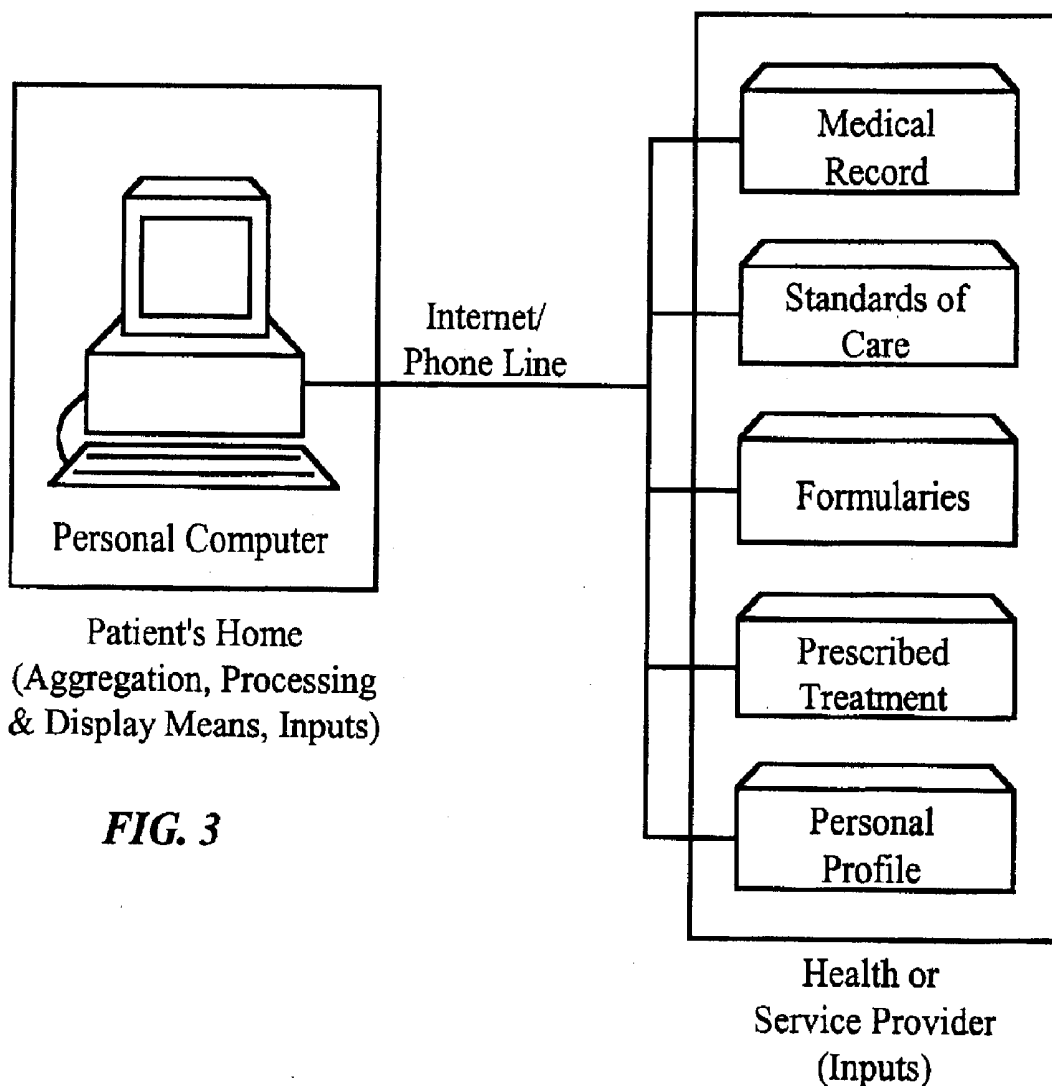 Medical
Record
Standards of
Care
Internet/
Phone Line
Formularies
Personal Computer
Patient's Home
(Aggregation, Processing
& Display Means, Inputs)
Prescribed
Treatment
FIG. 3
Personal
Profile
Health or
Service Provider
(Inputs)